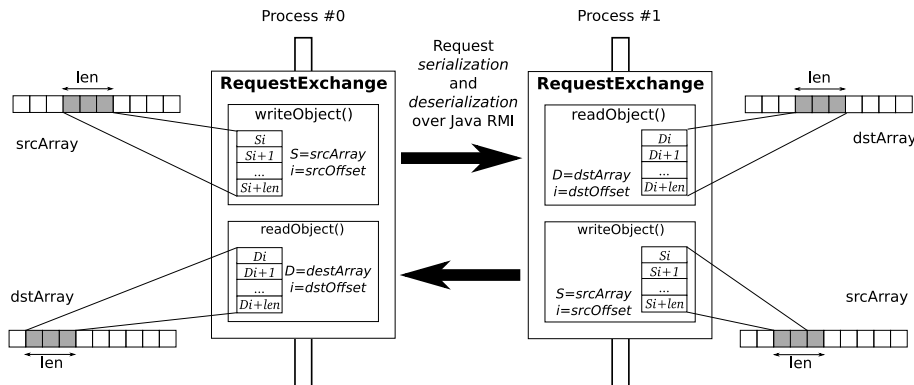 Process #0
Process #1
Request
serialization
and
deserialization
over Java RMI
len
srcArray
RequestExchange
writeObject()
Si
Si+1
...
Si+len
S=srcArray
i=srcOffset
RequestExchange
readObject()
Di
Di+1
...
Di+len
D=dstArray
i=dstOffset
len
dstArray
dstArray
len
readObject()
Di
Di+1
...
Di+len
D=destArray
i=dstOffset
writeObject()
Si
Si+1
...
Si+len
S=srcArray
i=srcOffset
srcArray
len